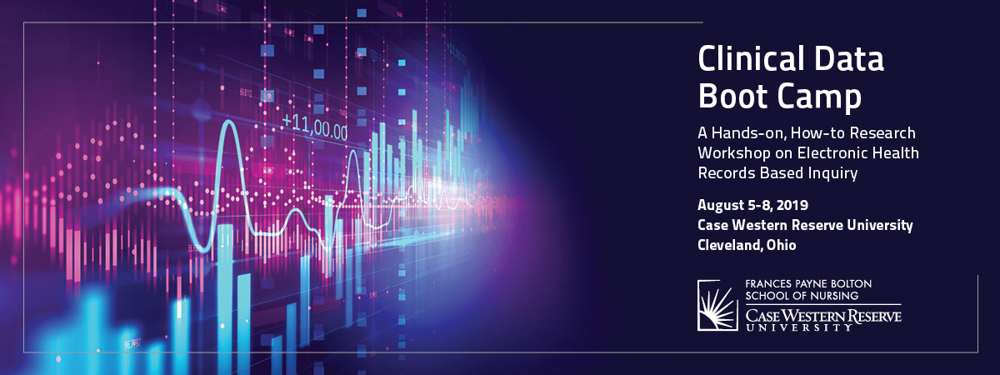 +11,00.00
Clinical Data
Boot Camp
A Hands-on, How-to Research
Workshop on Electronic Health
Records Based Inquiry
August 5-8, 2019
Case Western Reserve University
Cleveland, Ohio
FRANCES PAYNE BOLTON
SCHOOL OF NURSING
CASE WESTERN RESERVE
UNIVERSITY